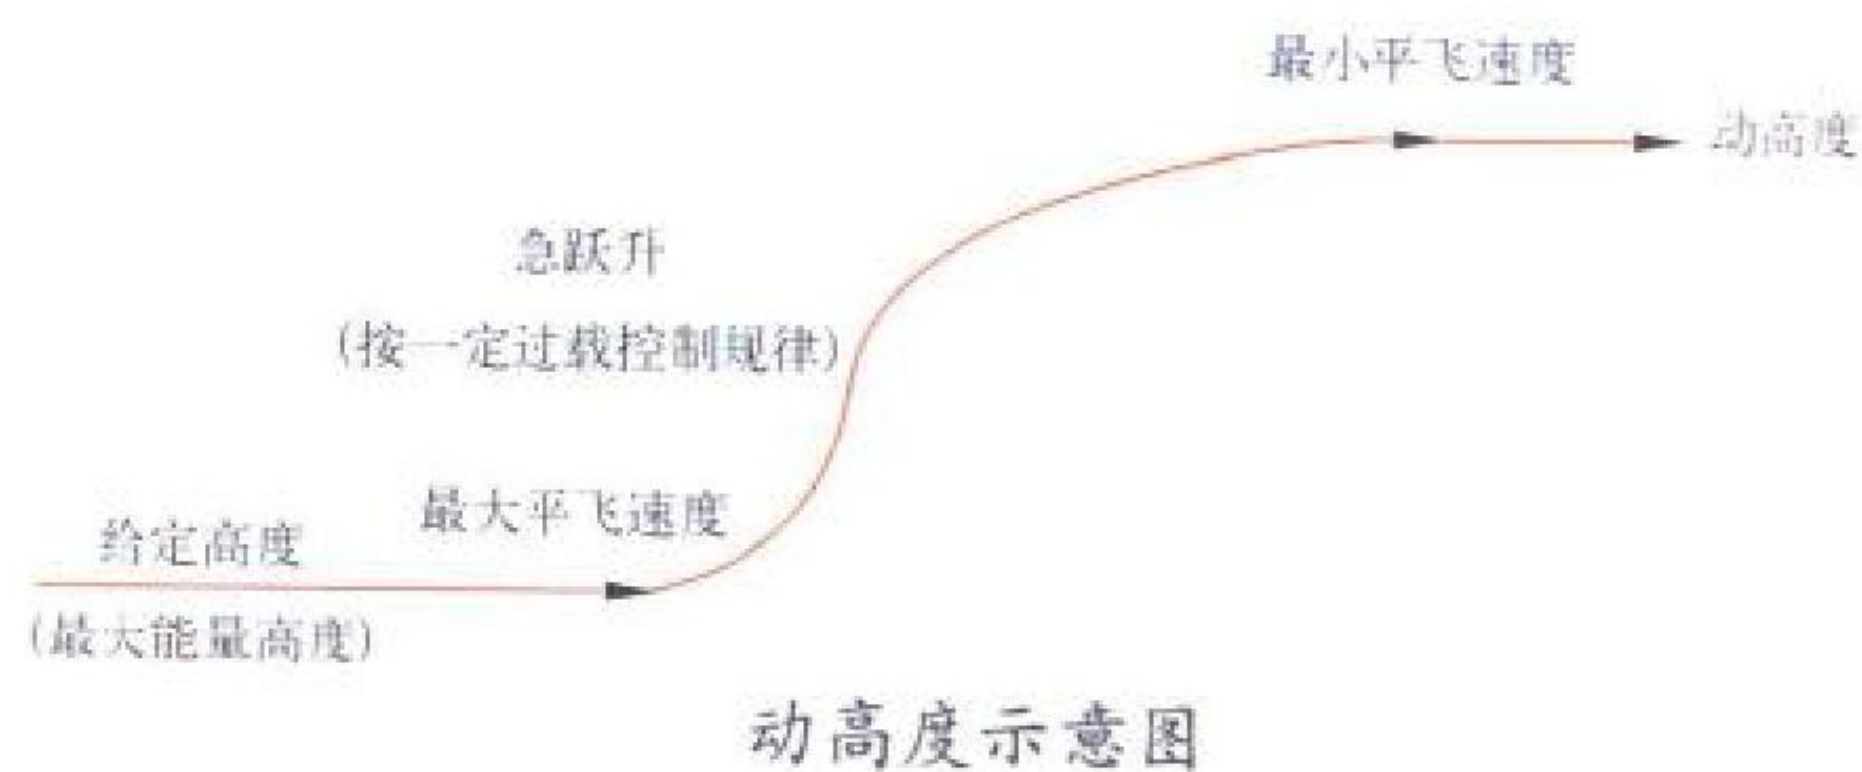 最小平飞速度
动高度
急跃升
(按一定过载控制规律)
最大平飞速度
给定高度
(最大能量高度)
动高度示意图